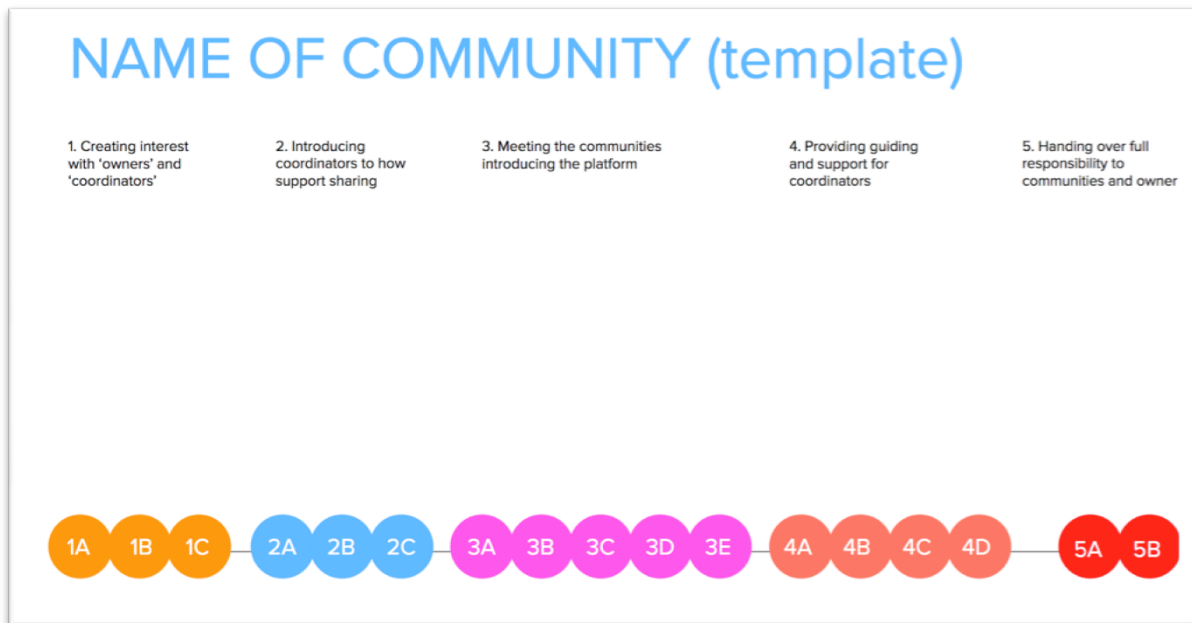 NAME OF COMMUNITY (template)
1. Creating interest
with ‘owners’ and
‘coordinators’
2. Introducing
coordinators to how
support sharing
3. Meeting the communities
introducing the platform
4. Providing guiding
and support for
coordinators
5. Handing over full
responsibility to
communities and owner
1A 1B 1C 2A 2B 2C 3A 3B 3C 3D 3E 4A 4B 4C 4D 5A 5B